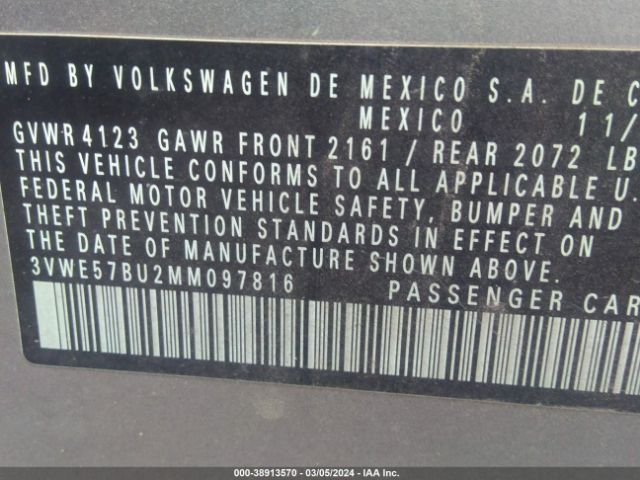 MFD BY VOLKSWAGEN DE MEXICO S.A. DE C
MEXICO 11/
GVWR 4123 GAWR FRONT 2161 / REAR 2072 LB
THIS VEHICLE CONFORMS TO ALL APPLICABLE U.
FEDERAL MOTOR VEHICLE SAFETY, BUMPER AND
THEFT PREVENTION STANDARDS IN EFFECT ON
THE DATE OF MANUFACTURE SHOWN ABOVE.
3VWE57BU2MM097816 PASSENGER CAR
000-38913570 - 03/05/2024 - IAA Inc.